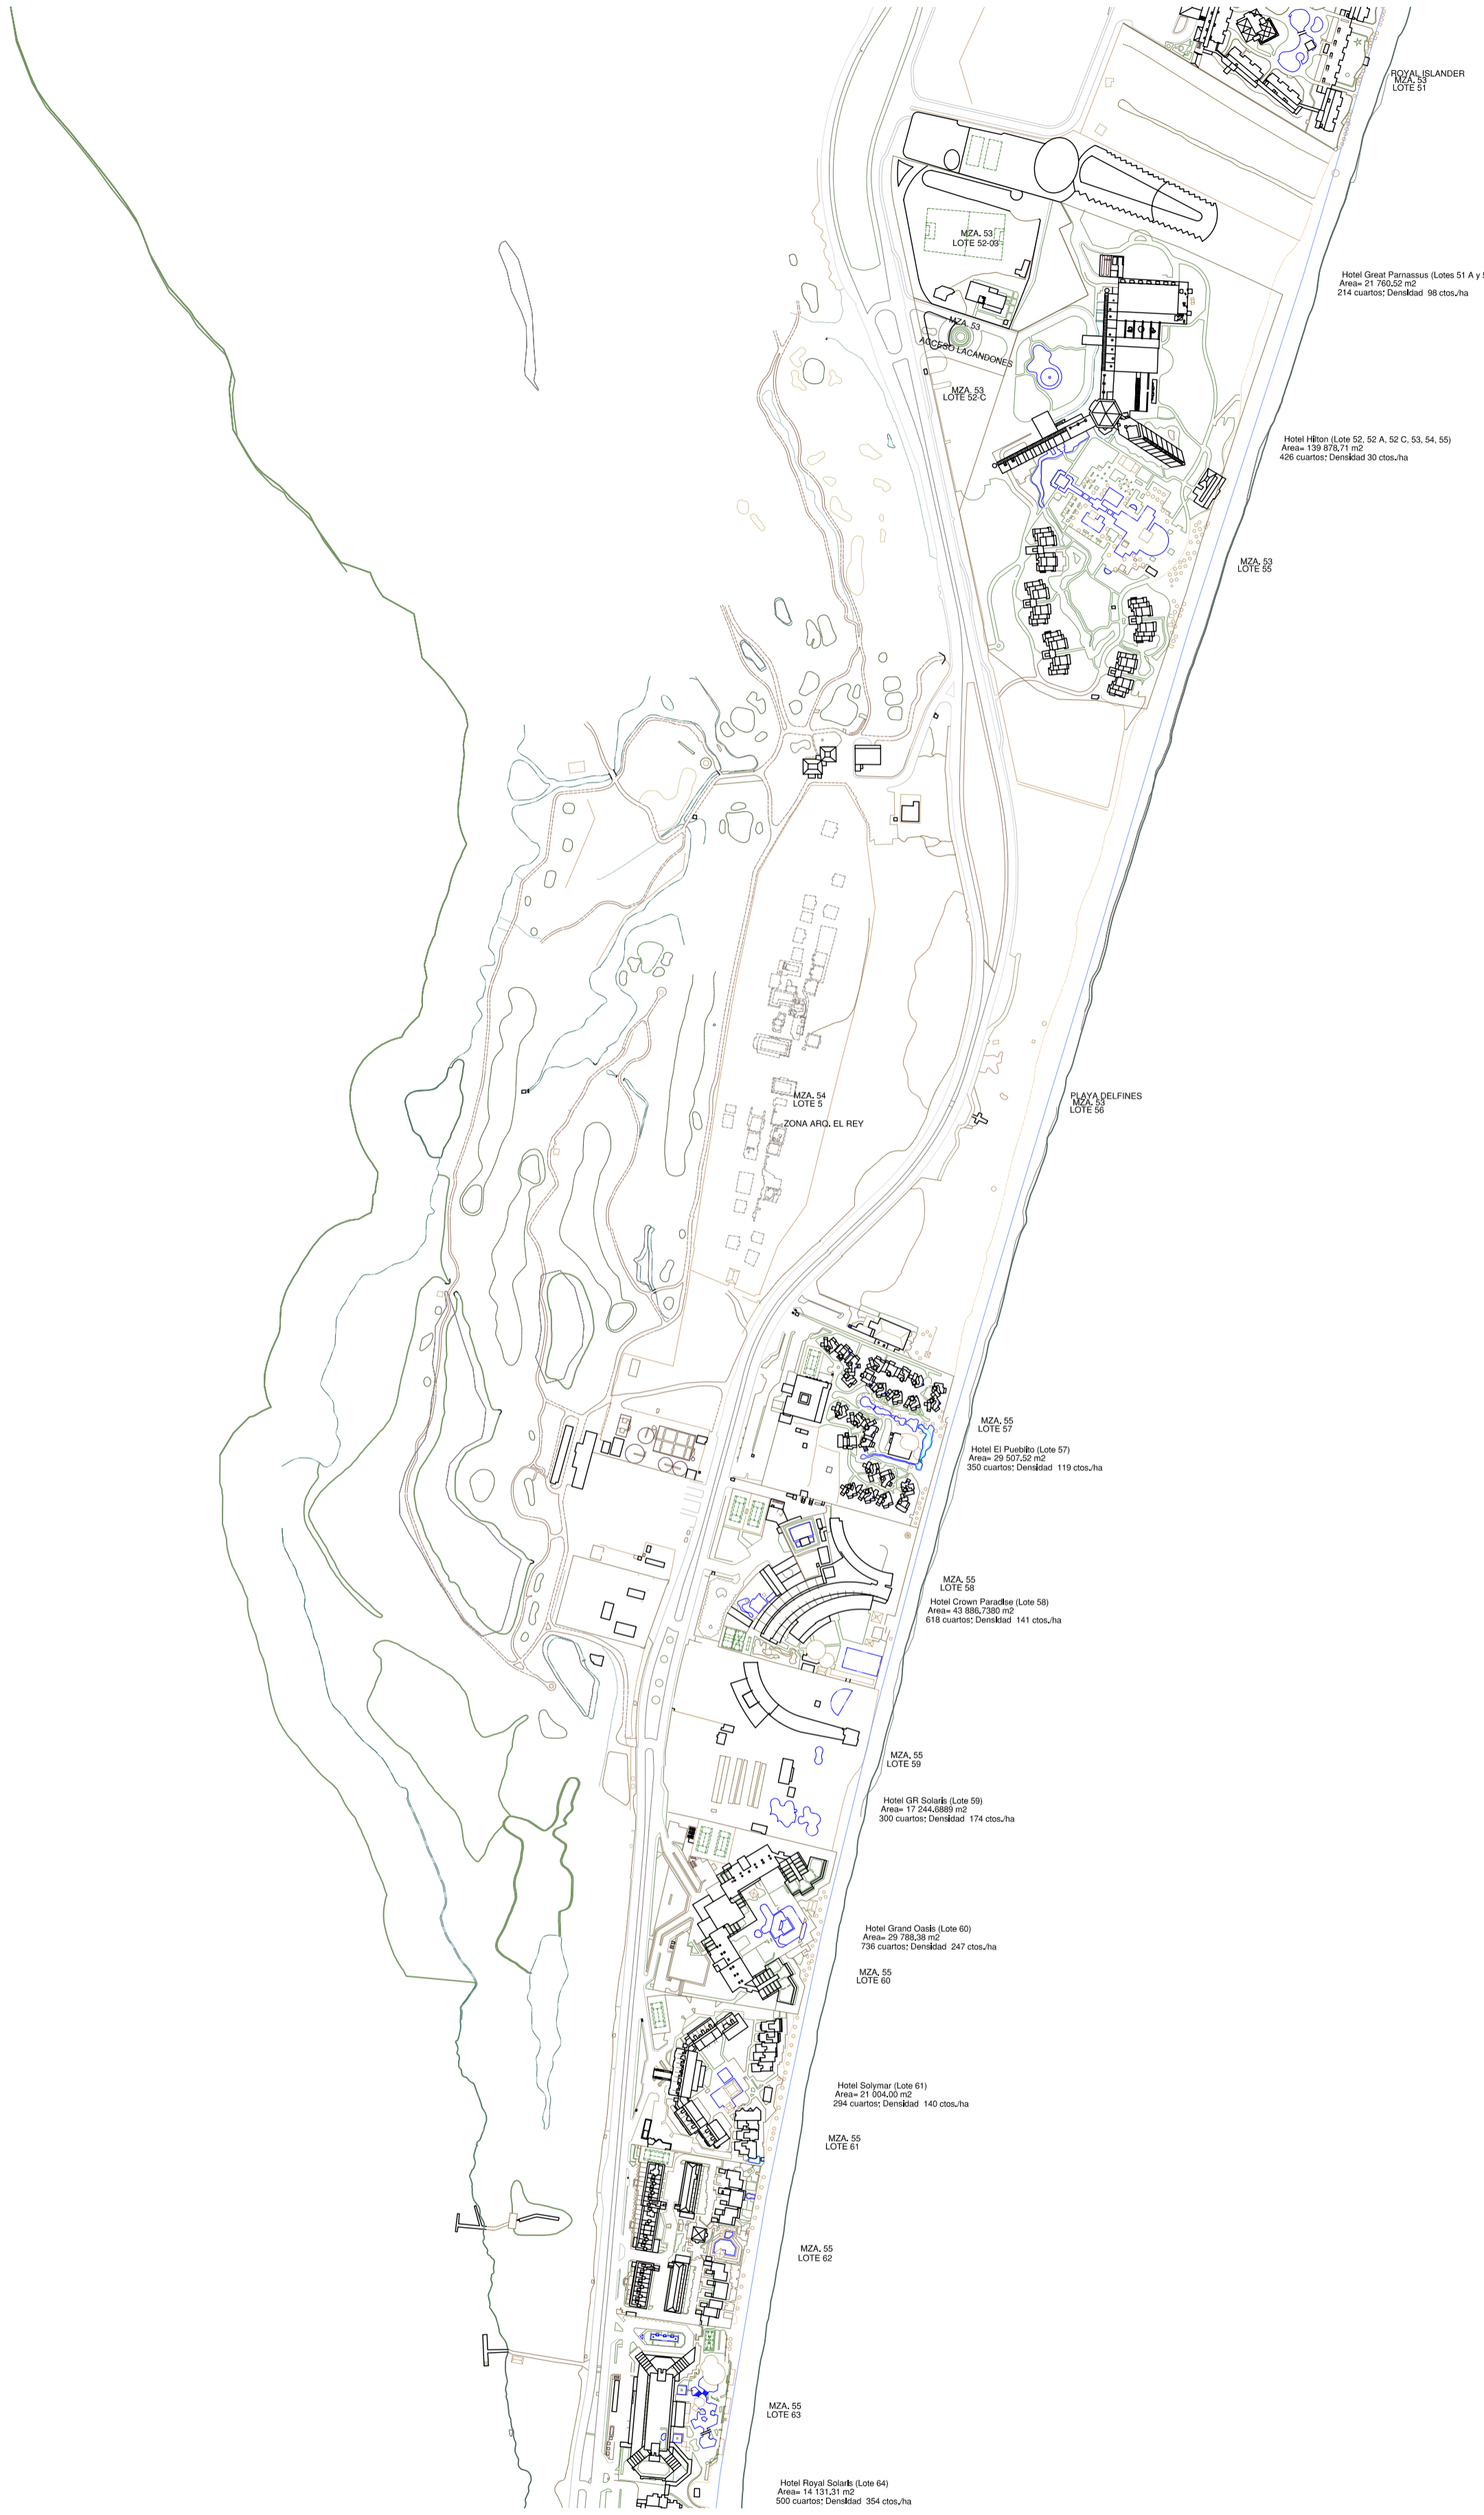 ROYAL ISLANDER
MZA. 53
LOTE 51
MZA. 53
LOTE 52-03
Hotel Great Parnassus (Lotes 51 A y 5
Area= 21 760.52 m2
214 cuartos; Densidad 98 ctos./ha
MZA. 53
ACCESO LACANDONES
MZA. 53
LOTE 52-C
Hotel Hilton (Lote 52, 52 A, 52 C, 53, 54, 55)
Area= 139 878.71 m2
426 cuartos; Densidad 30 ctos./ha
MZA. 53
LOTE 55
MZA. 54
LOTE 5
ZONA ARQ. EL REY
PLAYA DELFINES
MZA. 53
LOTE 56
MZA. 55
LOTE 57
Hotel El Pueblito (Lote 57)
Area= 29 507.52 m2
350 cuartos; Densidad 119 ctos./ha
MZA. 55
LOTE 58
Hotel Crown Paradise (Lote 58)
Area= 43 886.7380 m2
618 cuartos; Densidad 141 ctos./ha
MZA. 55
LOTE 59
Hotel GR Solaris (Lote 59)
Area= 17 244.6889 m2
300 cuartos; Densidad 174 ctos./ha
Hotel Grand Oasis (Lote 60)
Area= 29 788.38 m2
736 cuartos; Densidad 247 ctos./ha
MZA. 55
LOTE 60
Hotel Solymar (Lote 61)
Area= 21 004.00 m2
294 cuartos; Densidad 140 ctos./ha
MZA. 55
LOTE 61
MZA. 55
LOTE 62
MZA. 55
LOTE 63
Hotel Royal Solaris (Lote 64)
Area= 14 131.31 m2
500 cuartos; Densidad 354 ctos./ha